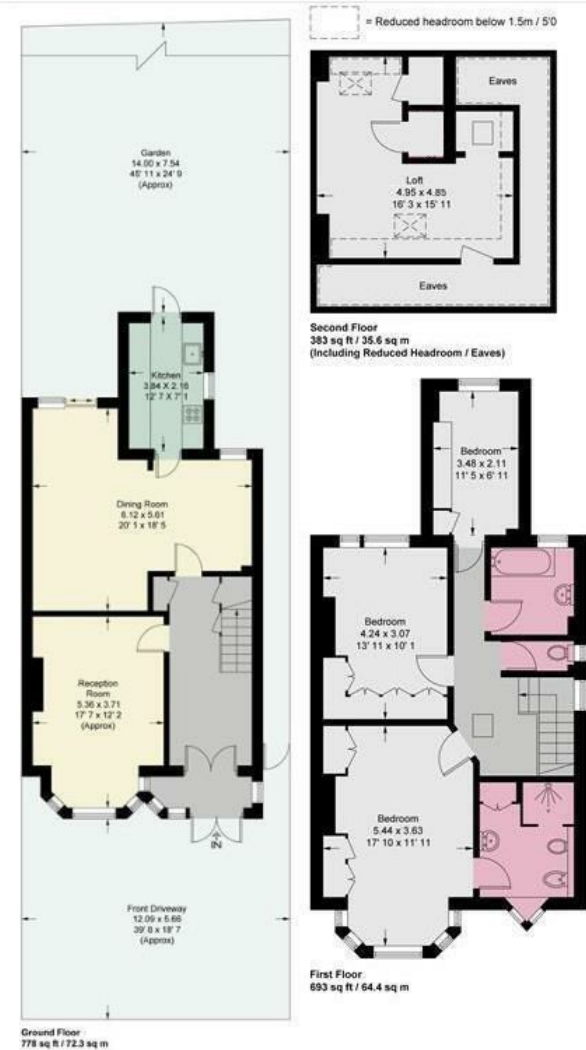 = Reduced headroom below 1.5m / 5'0
Eaves
Loft
4.95 x 4.85
16' 3 x 15' 11
Eaves
Second Floor
383 sq ft / 35.6 sq m
(Including Reduced Headroom / Eaves)
Garden
14.00 x 7.54
45' 11 x 24' 9
(Approx)
Kitchen
3.84 X 2.16
12' 7 X 7' 1
Dining Room
6.12 x 5.61
20' 1 x 18' 5
Reception
Room
5.36 x 3.71
17' 7 x 12' 2
(Approx)
IN
Front Driveway
12.09 x 5.66
39' 8 x 18' 7
(Approx)
Ground Floor
778 sq ft / 72.3 sq m
Bedroom
3.48 x 2.11
11' 5 x 6' 11
Bedroom
4.24 x 3.07
13' 11 x 10' 1
Bedroom
5.44 x 3.63
17' 10 x 11' 11
First Floor
693 sq ft / 64.4 sq m